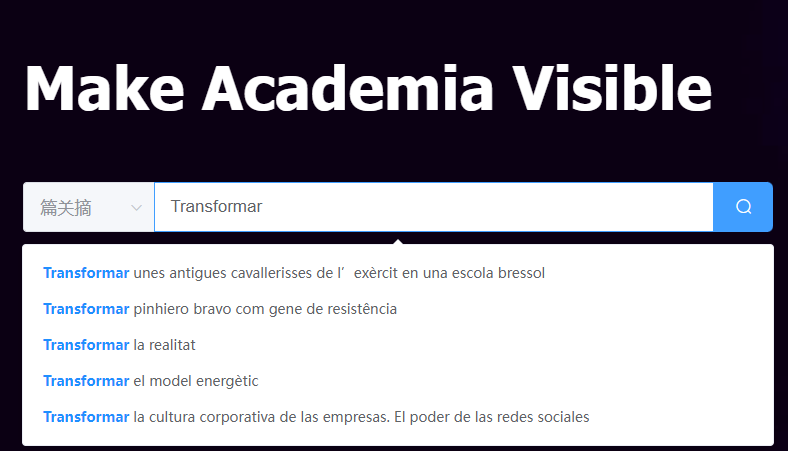 Make Academia Visible
篇关摘
Transformar
Transformar unes antigues cavallerisses de l’exèrcit en una escola bressol
Transformar pinhiero bravo com gene de resistência
Transformar la realitat
Transformar el model energètic
Transformar la cultura corporativa de las empresas. El poder de las redes sociales